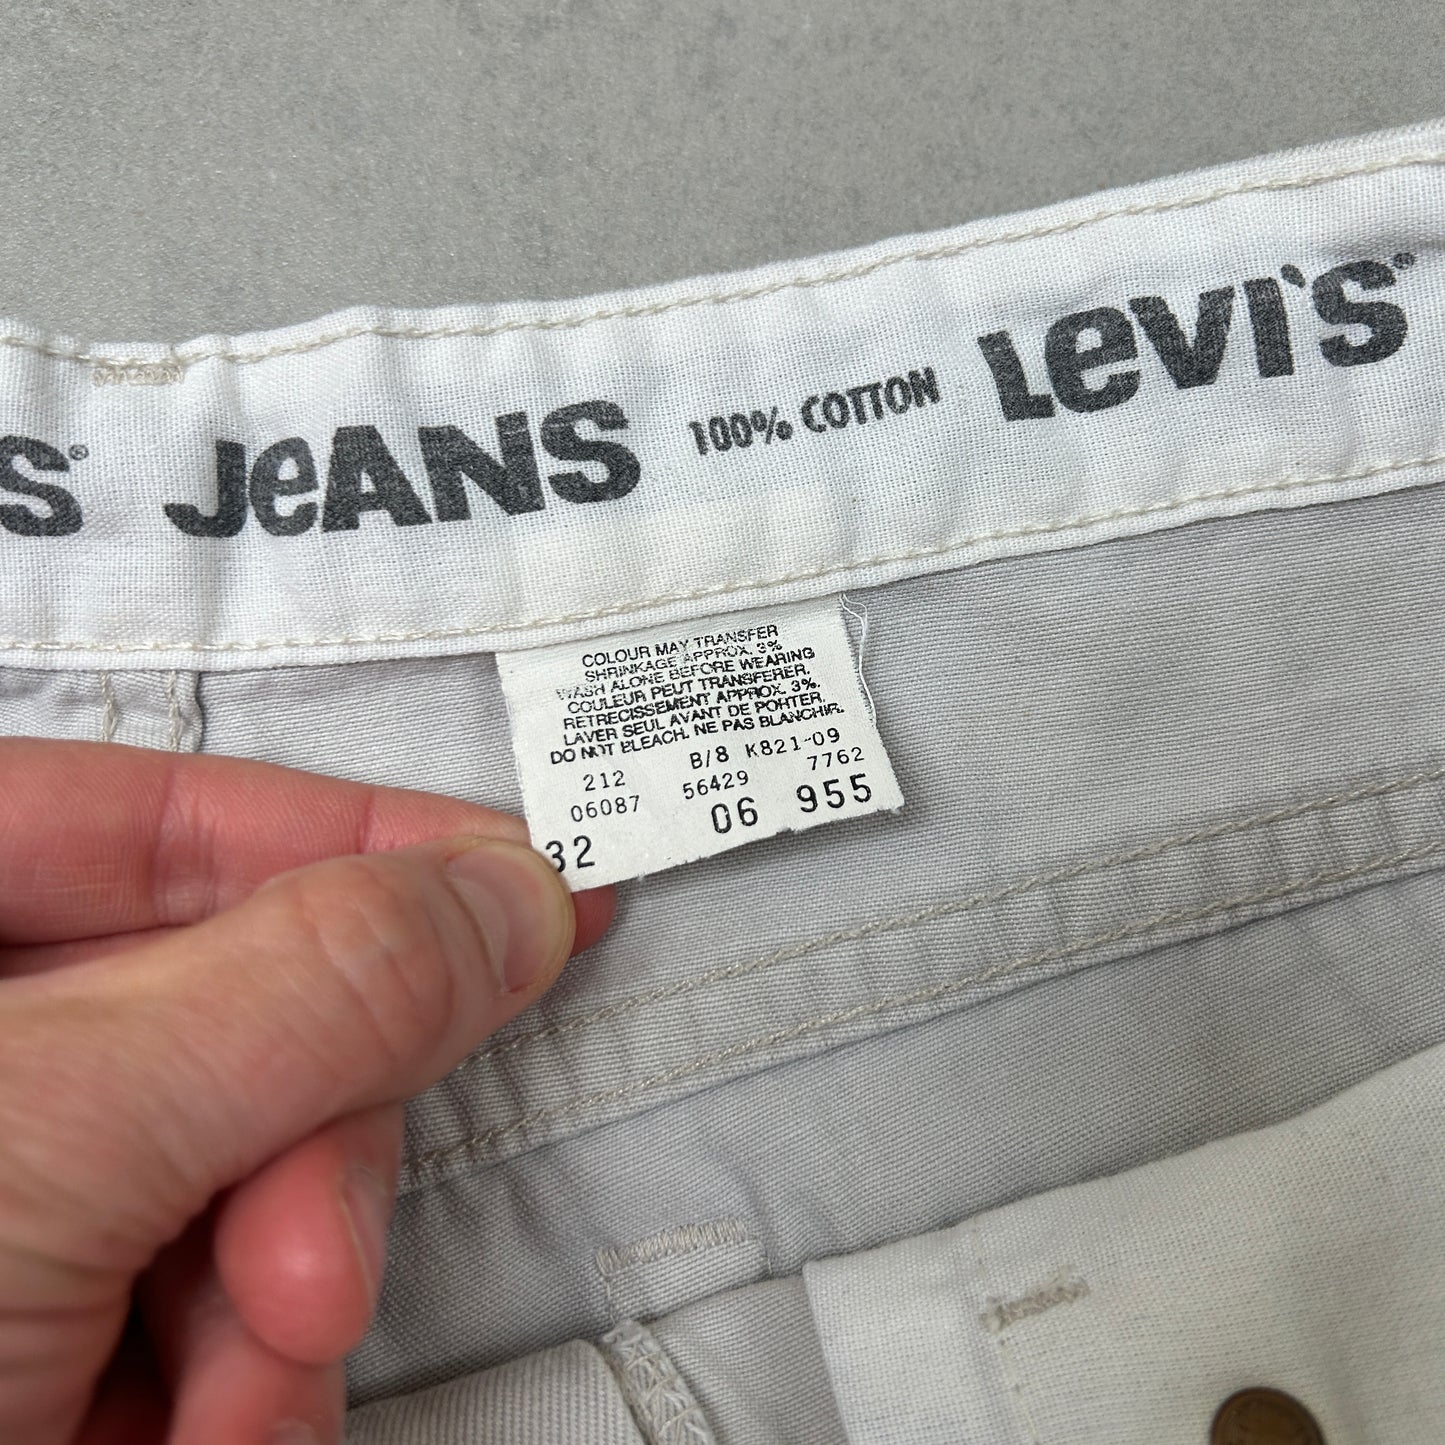 S® JeANS 100% COTTON Levi's®
COLOUR MAY TRANSFER
SHRINKAGE APPROX. 3%
WASH ALONE BEFORE WEARING
COULEUR PEUT TRANSFERER.
RETRECISSEMENT APPROX. 3%.
LAVER SEUL AVANT DE PORTER.
DO NOT BLEACH. NE PAS BLANCHIR.
212 B/8 K821-09
06087 56429 7762
32 06 955